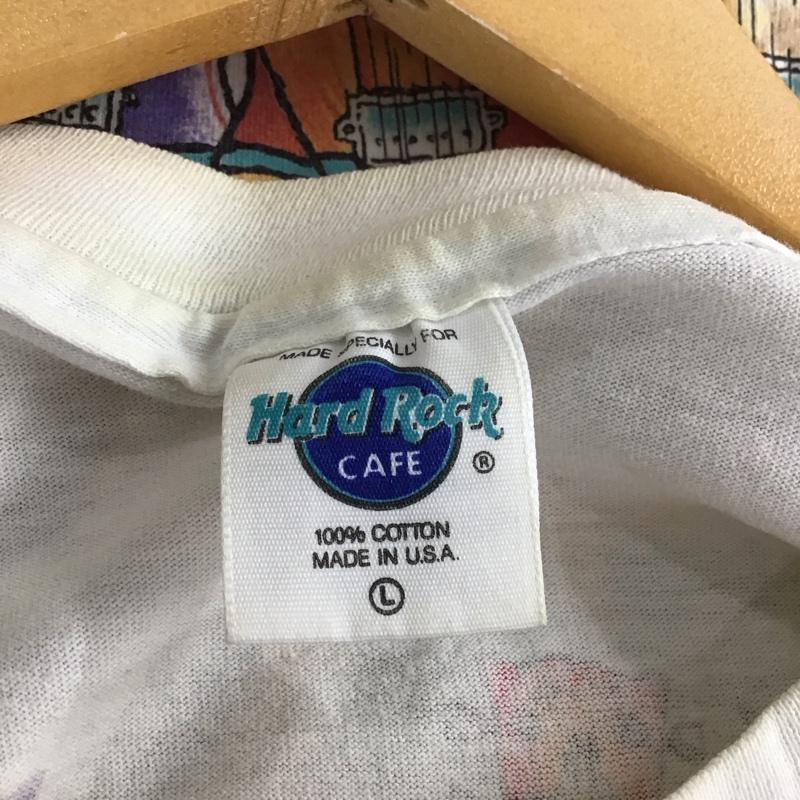 MADE SPECIALLY FOR
Hard Rock
CAFE
®
100% COTTON
MADE IN U.S.A.
L